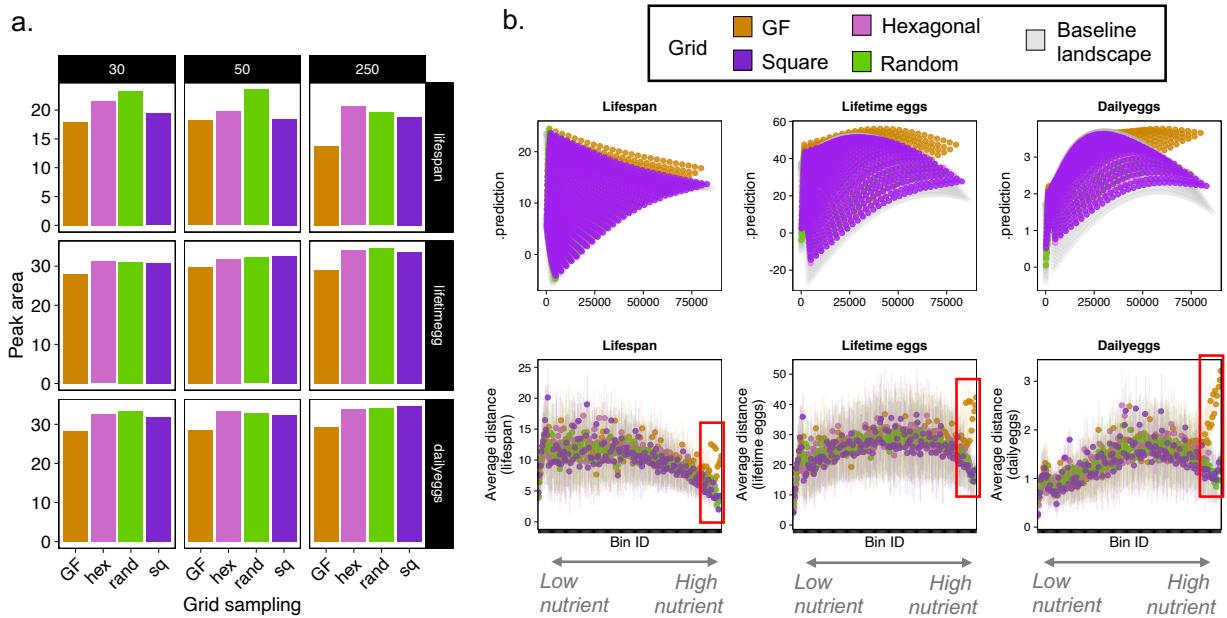 a.
30 50 250
20
15
10
5
0
lifespan
30
20
10
0
lifetimegg
30
20
10
0
dailyeggs
Peak area
GF hex rand sq GF hex rand sq GF hex rand sq
Grid sampling
b.
Grid
GF
Square
Hexagonal
Random
Baseline
landscape
Lifespan Lifetime eggs Dailyeggs
.prediction
20
10
0
0 25000 50000 75000
.prediction
60
40
20
0
-20
0 25000 50000 75000
.prediction
3
2
1
0
0 25000 50000 75000
Lifespan Lifetime eggs Dailyeggs
Average distance
(lifespan)
25
20
15
10
5
0
Average distance
(lifetime eggs)
50
40
30
20
10
0
Average distance
(dailyeggs)
3
2
1
0
Bin ID Bin ID Bin ID
Low
nutrient
High
nutrient
Low
nutrient
High
nutrient
Low
nutrient
High
nutrient